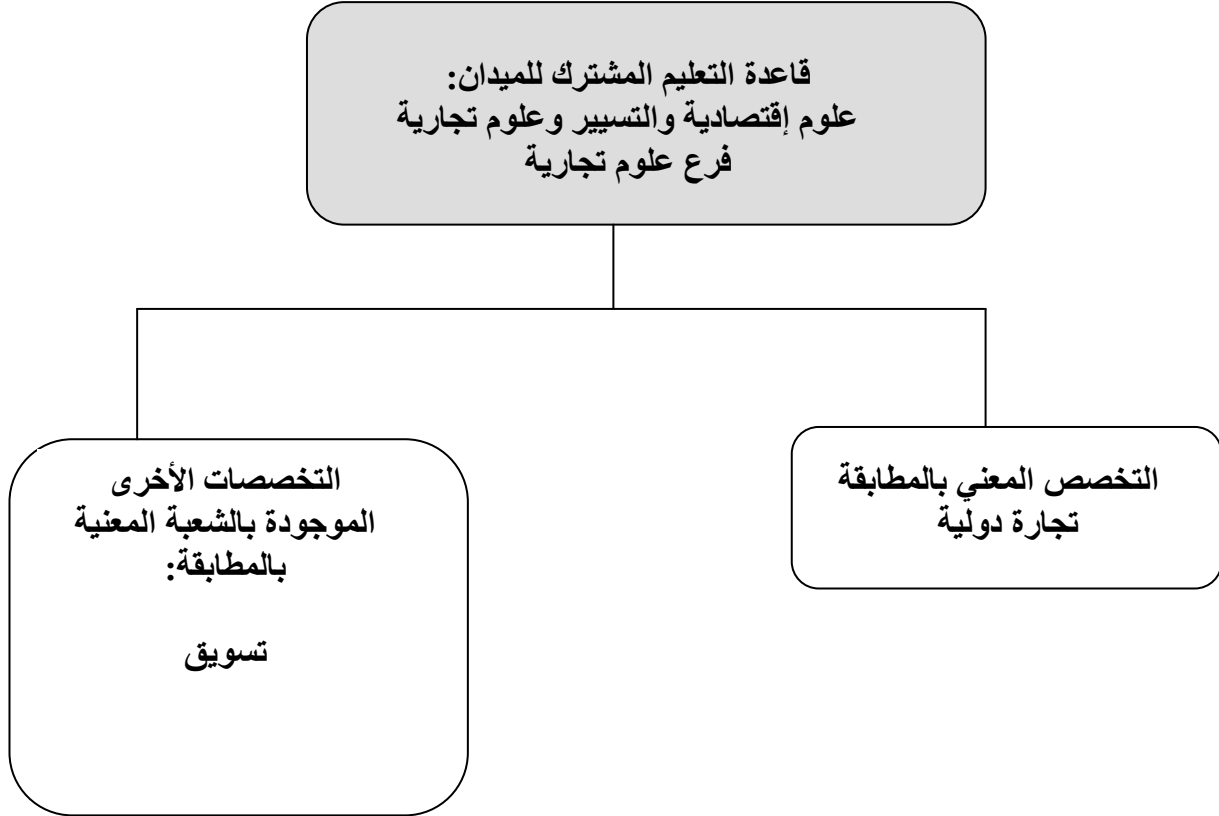 قاعدة التعليم المشترك للميدان:
علوم إقتصادية والتسيير وعلوم تجارية
فرع علوم تجارية
التخصص المعني بالمطابقة
تجارة دولية
التخصصات الأخرى
الموجودة بالشعبة المعنية
بالمطابقة:
تسويق